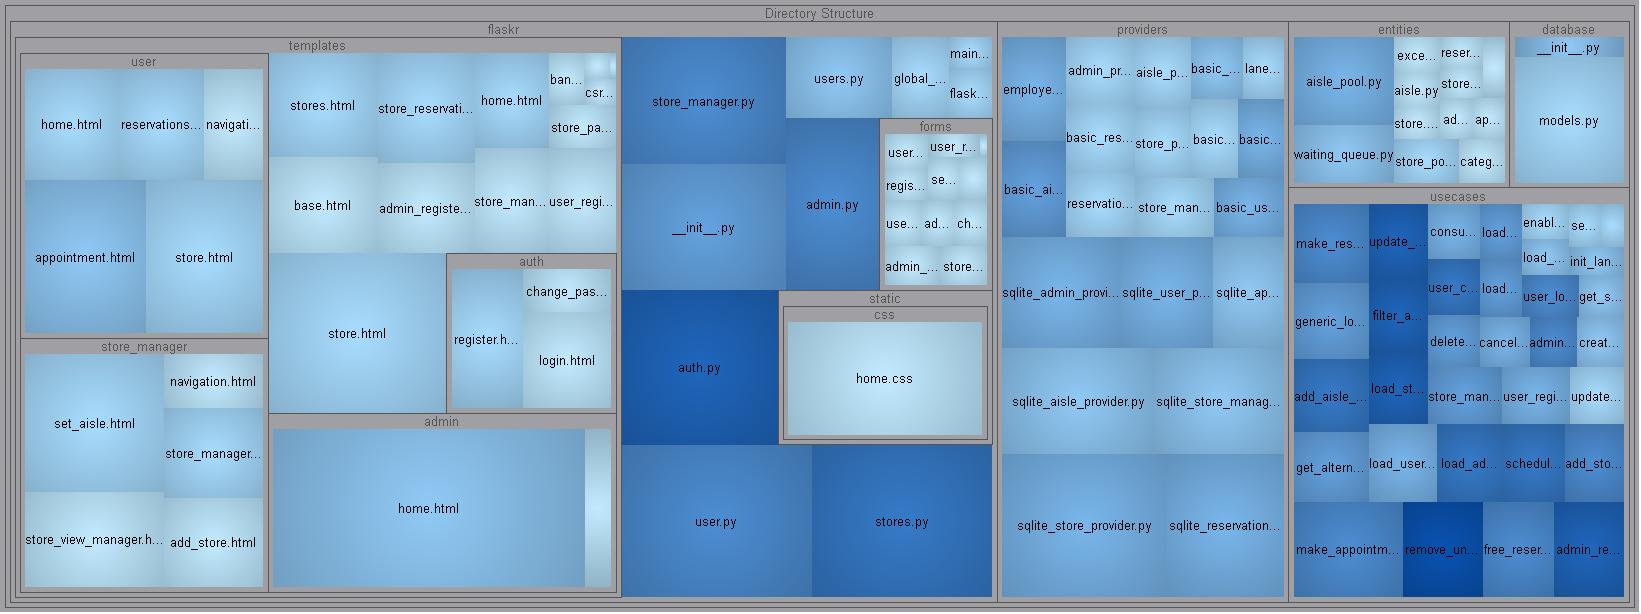 Directory Structure
flaskr
templates
user
home.html
reservations...
navigati...
appointment.html
store.html
store_manager
set_aisle.html
navigation.html
store_manager...
store_view_manager.h...
add_store.html
stores.html
store_reservati...
home.html
ban...
csr...
store_pa...
base.html
admin_registe...
store_man...
user_regi...
store.html
auth
register.h...
change_pas...
login.html
admin
home.html
store_manager.py
users.py
global_...
main...
flask...
__init__.py
admin.py
forms
user...
user_r...
regis...
se...
use...
ad...
ch...
admin_...
store...
auth.py
static
css
home.css
user.py
stores.py
providers
employe...
admin_pr...
aisle_p...
basic_...
lane...
basic_res...
store_p...
basic...
basic...
basic_ai...
reservatio...
store_man...
basic_us...
sqlite_admin_provi...
sqlite_user_p...
sqlite_ap...
sqlite_aisle_provider.py
sqlite_store_manag...
sqlite_store_provider.py
sqlite_reservation...
entities
aisle_pool.py
exce...
reser...
aisle.py
store...
store....
ad...
ap...
waiting_queue.py
store_po...
categ...
database
__init__.py
models.py
usecases
make_res...
update_...
consu...
load...
enabl...
se...
load_...
init_lan...
generic_lo...
filter_a...
user_c...
load...
user_lo...
get_s...
delete...
cancel...
admin...
creat...
add_aisle_...
load_st...
store_man...
user_regi...
update...
get_altern...
load_user...
load_ad...
schedul...
add_sto...
make_appointm...
remove_un...
free_reser...
admin_re...